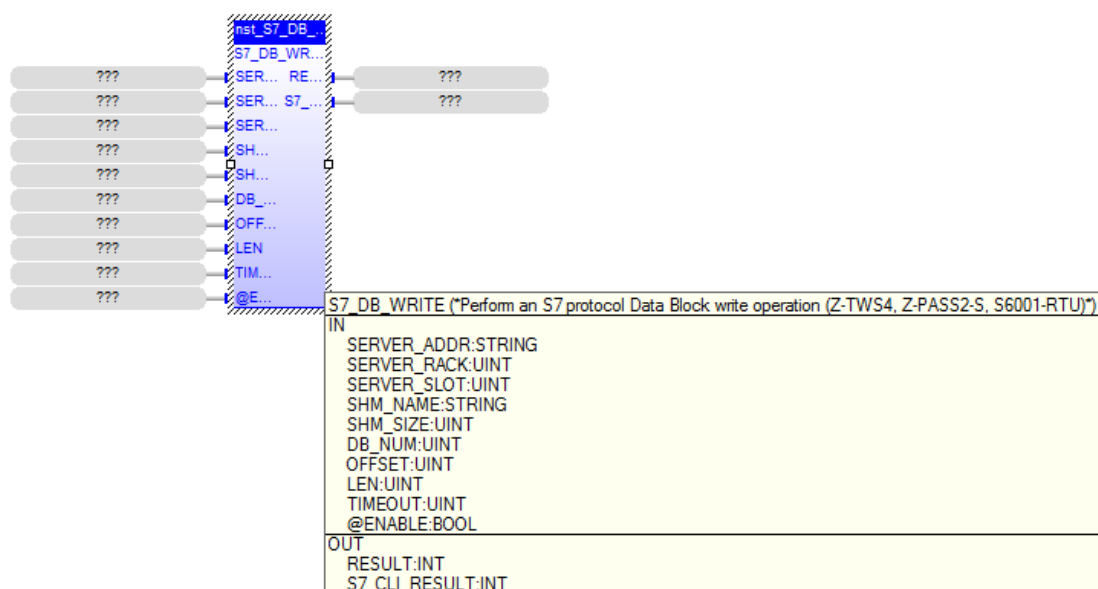 nst_S7_DB_...
S7_DB_WR...
??? SER... RE... ???
??? SER... S7_... ???
??? SER...
??? SH...
??? SH...
??? DB_...
??? OFF...
??? LEN
??? TIM...
??? @E...
S7_DB_WRITE (*Perform an S7 protocol Data Block write operation (Z-TWS4, Z-PASS2-S, S6001-RTU)*)
IN
SERVER_ADDR:STRING
SERVER_RACK:UINT
SERVER_SLOT:UINT
SHM_NAME:STRING
SHM_SIZE:UINT
DB_NUM:UINT
OFFSET:UINT
LEN:UINT
TIMEOUT:UINT
@ENABLE:BOOL
OUT
RESULT:INT
S7_CLI_RESULT:INT